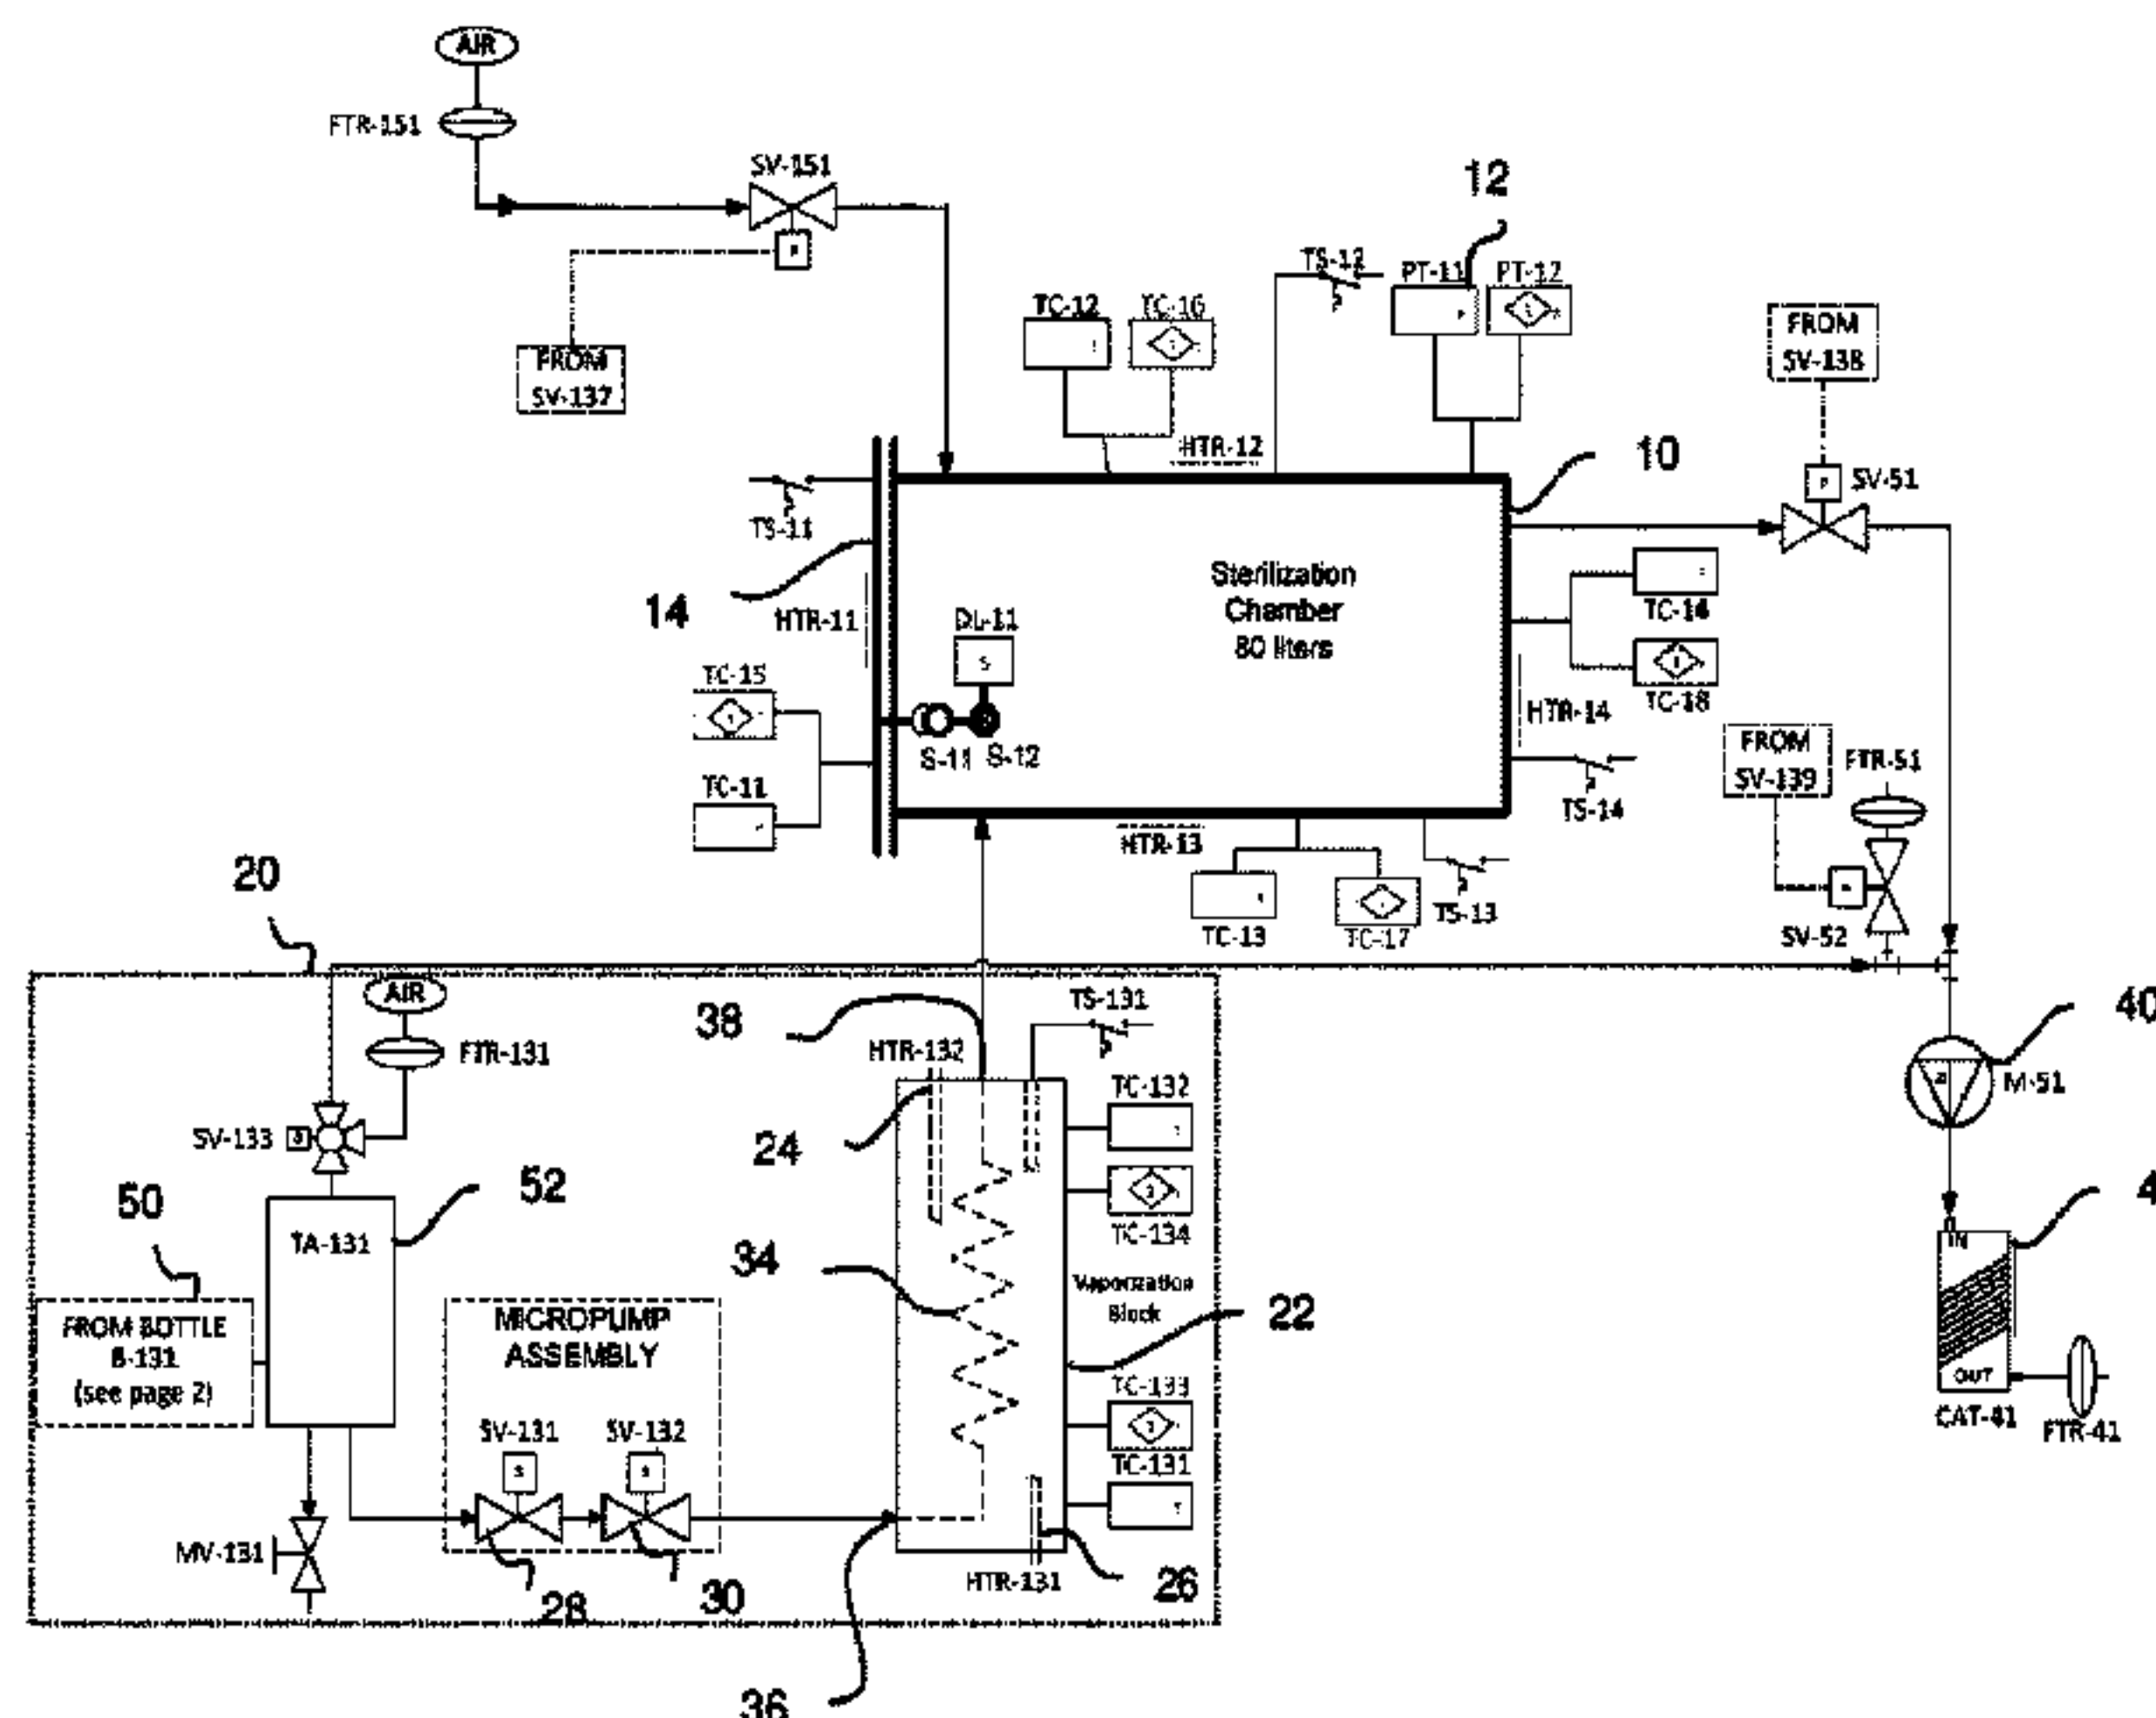 AIR
FTR-151
SV-151
12
TS-12
PT-11
PT-12
TC-12
TC-16
FROM
SV-138
FROM
SV-137
HTR-12
10
P
SV-51
TS-11
Sterilization
Chamber
80 liters
14
HTR-11
DL-11
S
TC-14
TC-15
TC-18
HTR-14
S-11
S-12
FROM
SV-139
FTR-51
TC-11
TS-14
HTR-13
20
TS-13
TC-13
TC-17
SV-52
AIR
38
TS-131
40
FTR-131
HTR-132
TC-132
M-51
SV-133
24
50
52
TC-134
4
TA-131
34
IN
Vaporization
Block
22
FROM BOTTLE
B-131
(see page 2)
MICROPUMP
ASSEMBLY
OUT
TC-133
CAT-41
FTR-41
SV-131
SV-132
TC-131
S
S
MV-131
HTR-131
26
28
30
36